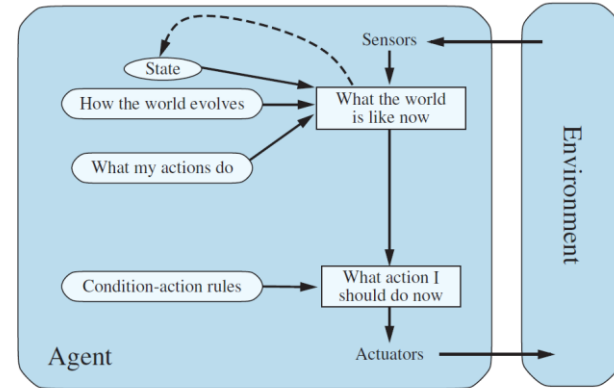 Sensors
State
How the world evolves
What the world
is like now
What my actions do
Condition-action rules
What action I
should do now
Agent
Actuators
Environment